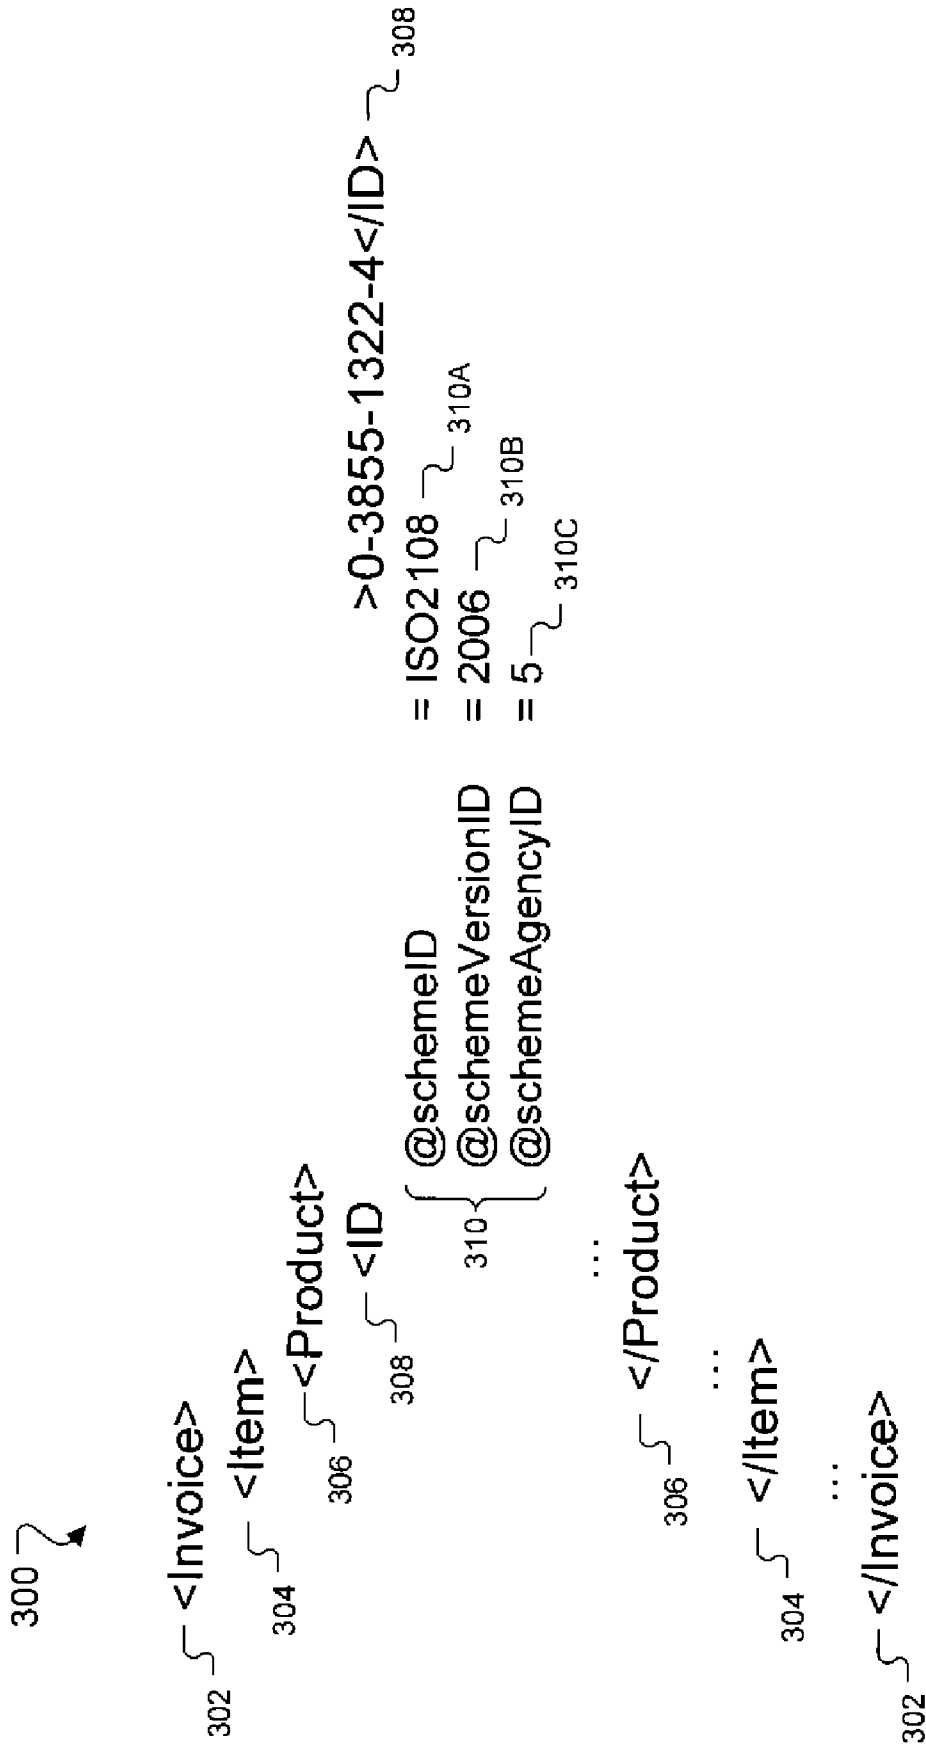 300
302 <Invoice>
304 <Item>
306 <Product>
308 <ID >0-3855-1322-4</ID> 308
310 @schemeID = ISO2108 310A
@schemeVersionID = 2006 310B
@schemeAgencyID = 5 310C
...
306 </Product>
...
304 </Item>
...
302 </Invoice>